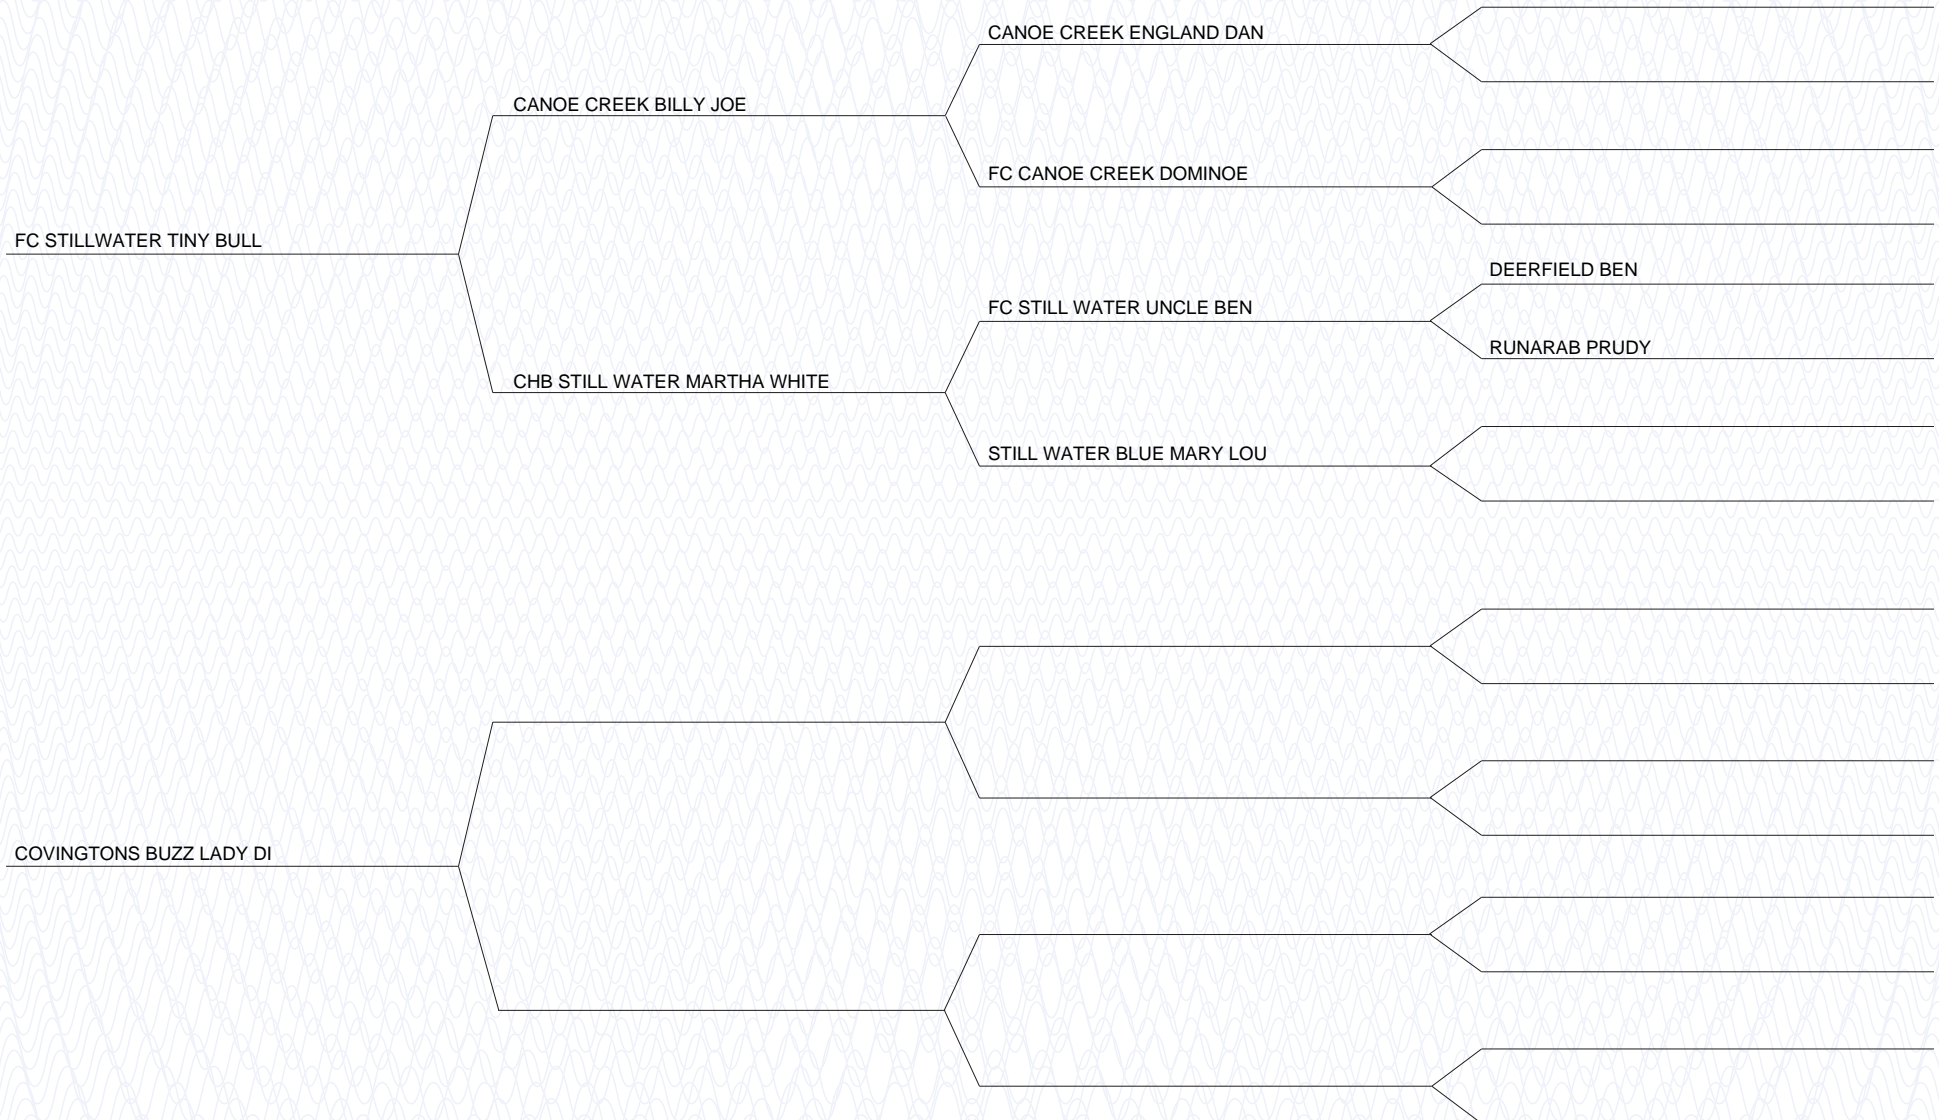 CANOE CREEK ENGLAND DAN
CANOE CREEK BILLY JOE
FC CANOE CREEK DOMINOE
FC STILLWATER TINY BULL
DEERFIELD BEN
FC STILL WATER UNCLE BEN
RUNARAB PRUDY
CHB STILL WATER MARTHA WHITE
STILL WATER BLUE MARY LOU
COVINGTONS BUZZ LADY DI